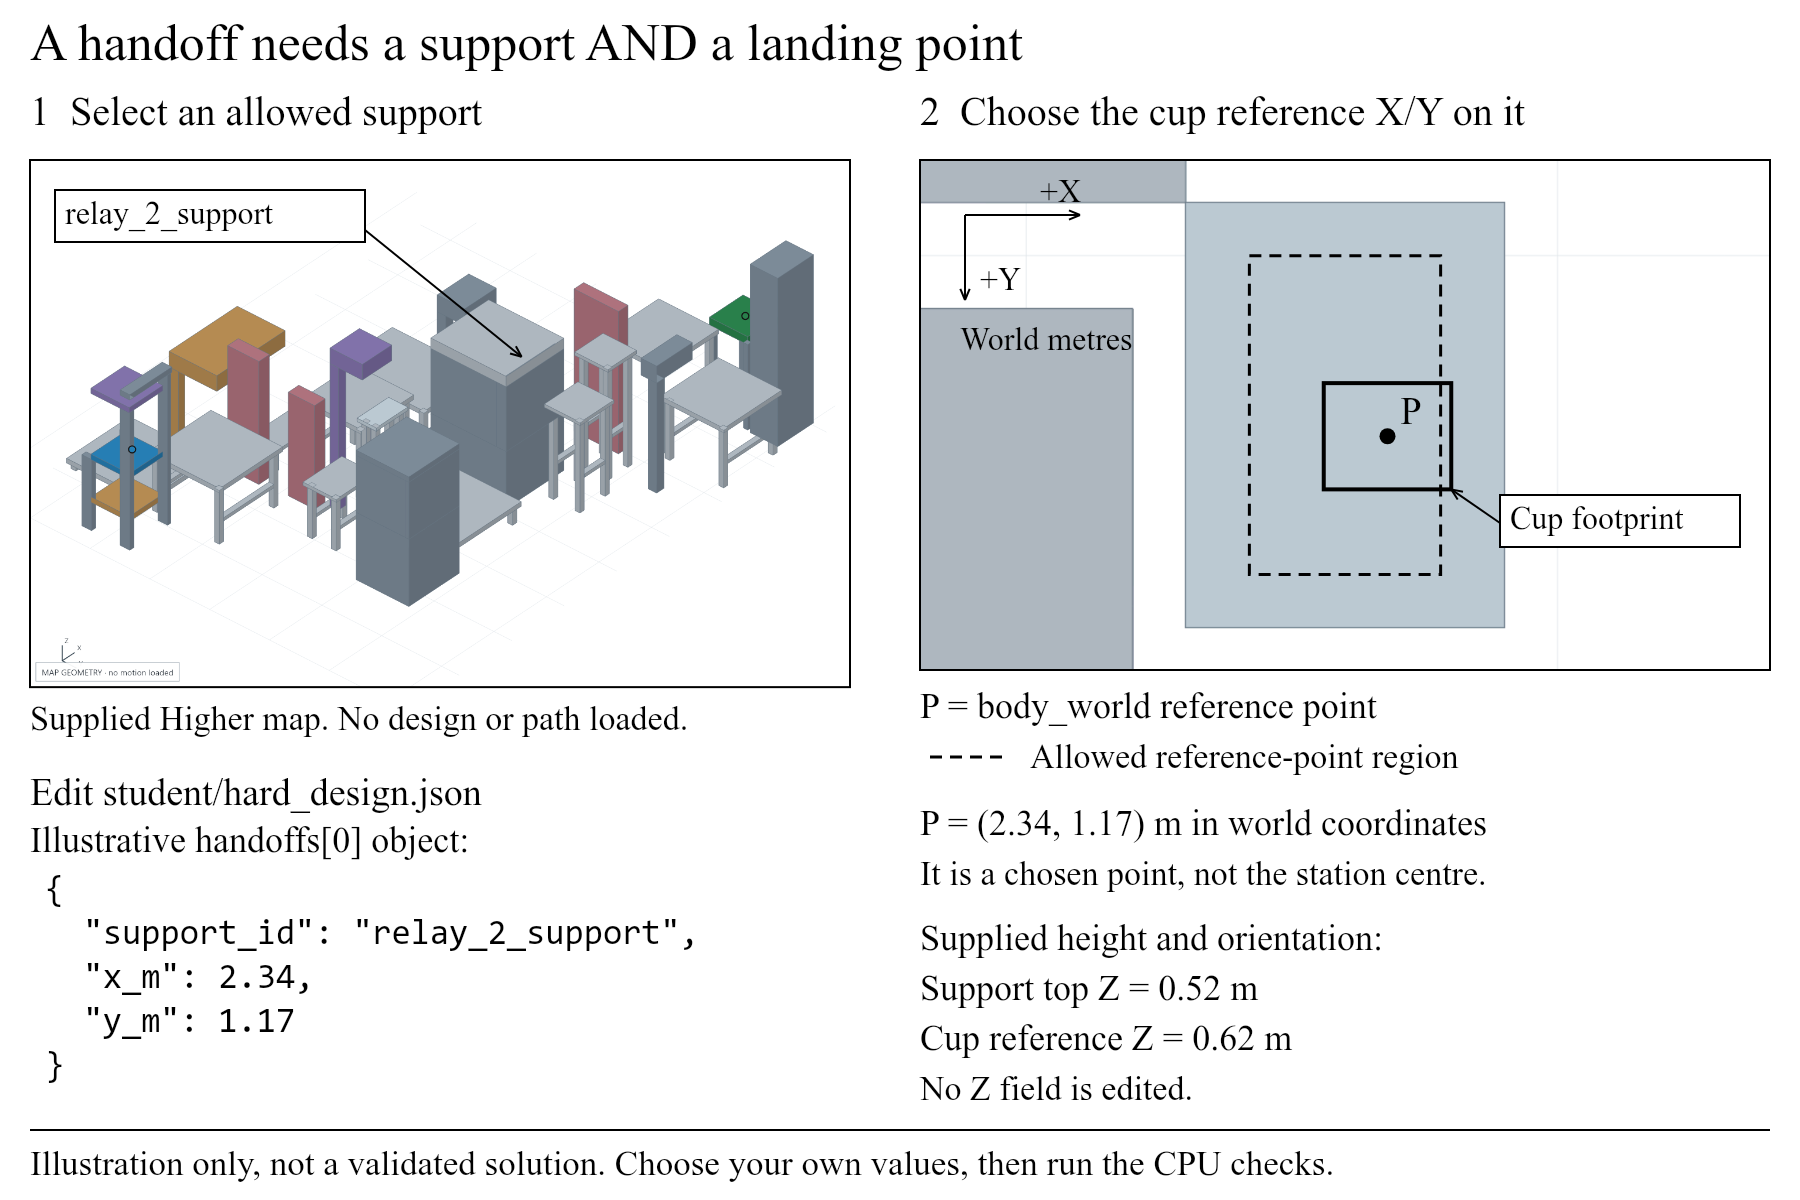 A handoff needs a support AND a landing point
1 Select an allowed support
relay_2_support
Z
X
MAP GEOMETRY - no motion loaded
Supplied Higher map. No design or path loaded.
Edit student/hard_design.json
Illustrative handoffs[0] object:
{
"support_id": "relay_2_support",
"x_m": 2.34,
"y_m": 1.17
}
2 Choose the cup reference X/Y on it
+X
+Y
World metres
P
Cup footprint
P = body_world reference point
Allowed reference-point region
P = (2.34, 1.17) m in world coordinates
It is a chosen point, not the station centre.
Supplied height and orientation:
Support top Z = 0.52 m
Cup reference Z = 0.62 m
No Z field is edited.
Illustration only, not a validated solution. Choose your own values, then run the CPU checks.